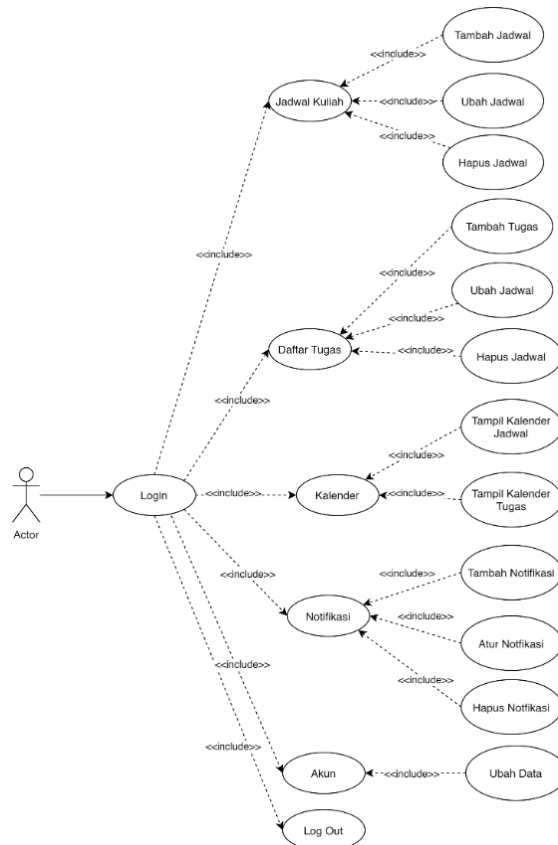 Tambah Jadwal
<<include>>
Jadwal Kuliah
<<include>>
Ubah Jadwal
<<include>>
Hapus Jadwal
Tambah Tugas
<<include>>
<<include>>
Ubah Jadwal
<<include>>
Daftar Tugas
<<include>>
Hapus Jadwal
<<include>>
Tampil Kalender
Jadwal
<<include>>
Actor
Login
<<include>>
Kalender
<<include>>
Tampil Kalender
Tugas
<<include>>
<<include>>
Tambah Notifikasi
Notifikasi
<<include>>
Atur Notfikasi
<<include>>
<<include>>
Hapus Notfikasi
<<include>>
Akun
<<include>>
Ubah Data
Log Out